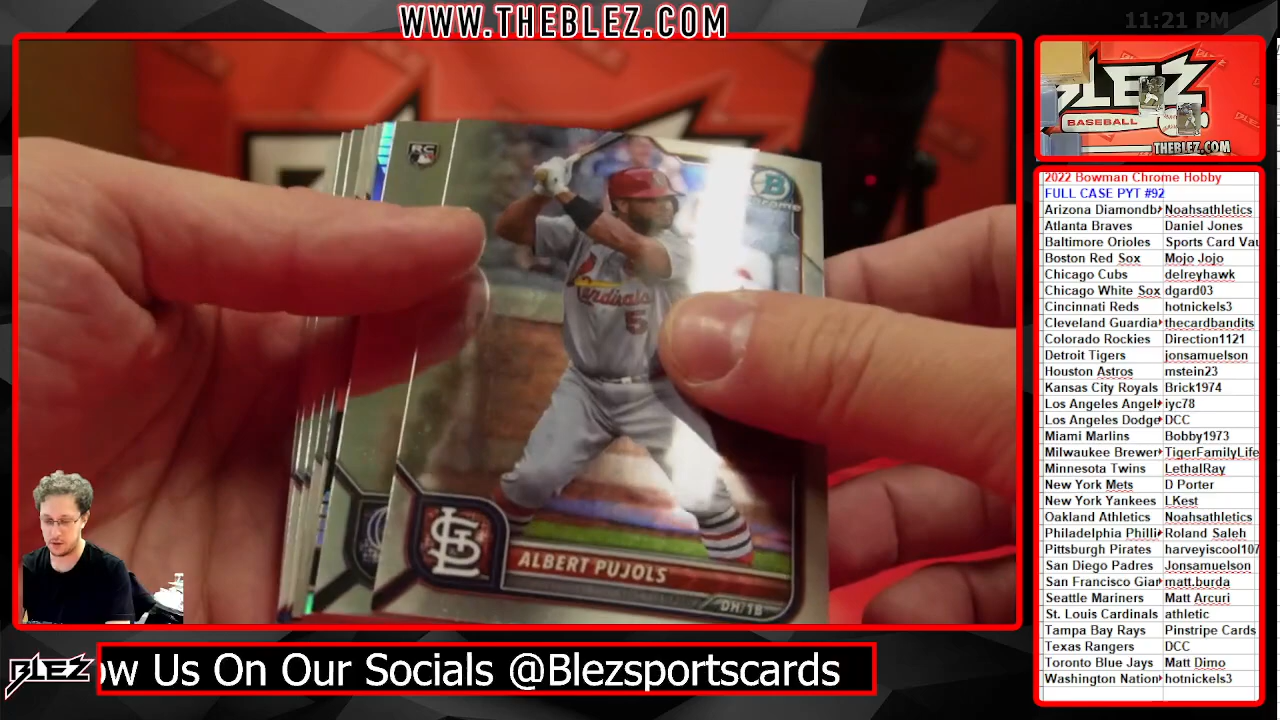 WWW.THEBLEZ.COM
11:21 PM
BLEZ
BASEBALL
THEBLEZ.COM
RC
B
chrome
Cardinals
5
STL
ALBERT PUJOLS
DH/1B
2022 Bowman Chrome Hobby
FULL CASE PYT #92
Arizona Diamondb Noahsathletics
Atlanta Braves Daniel Jones
Baltimore Orioles Sports Card Vau
Boston Red Sox Mojo Jojo
Chicago Cubs delreyhawk
Chicago White Sox dgard03
Cincinnati Reds hotnickels3
Cleveland Guardia thecardbandits
Colorado Rockies Direction1121
Detroit Tigers jonsamuelson
Houston Astros mstein23
Kansas City Royals Brick1974
Los Angeles Angel iyc78
Los Angeles Dodge DCC
Miami Marlins Bobby1973
Milwaukee Brewer TigerFamilyLife
Minnesota Twins LethalRay
New York Mets D Porter
New York Yankees LKest
Oakland Athletics Noahsathletics
Philadelphia Philli Roland Saleh
Pittsburgh Pirates harveyiscool107
San Diego Padres Jonsamuelson
San Francisco Gian matt.burda
Seattle Mariners Matt Arcuri
St. Louis Cardinals athletic
Tampa Bay Rays Pinstripe Cards
Texas Rangers DCC
Toronto Blue Jays Matt Dimo
Washington Nation hotnickels3
BLEZ
ow Us On Our Socials @Blezsportscards